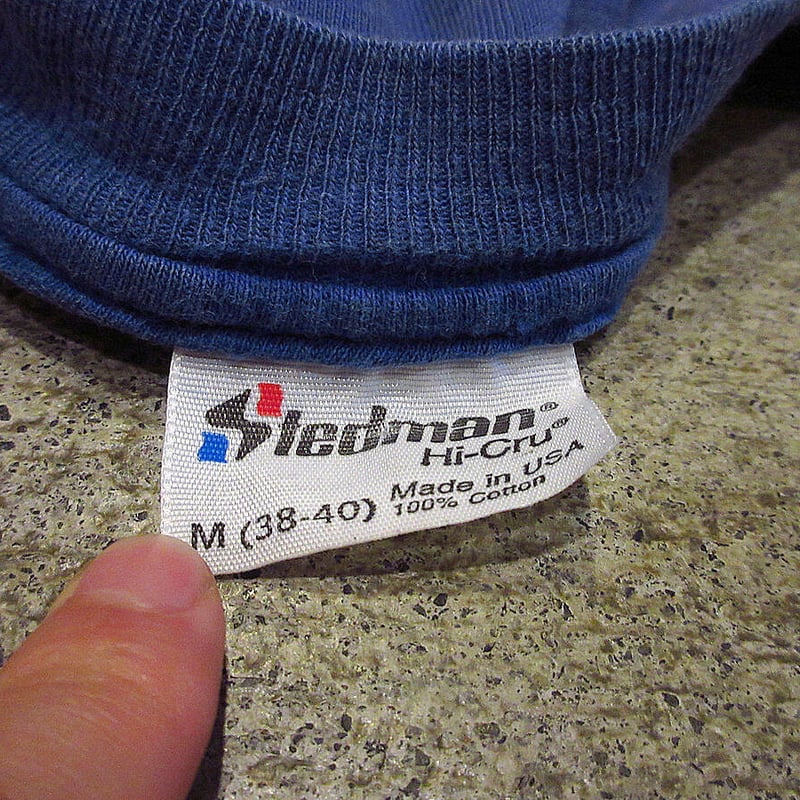 Stedman®
Hi-Cru®
Made in USA
M (38-40) 100% Cotton